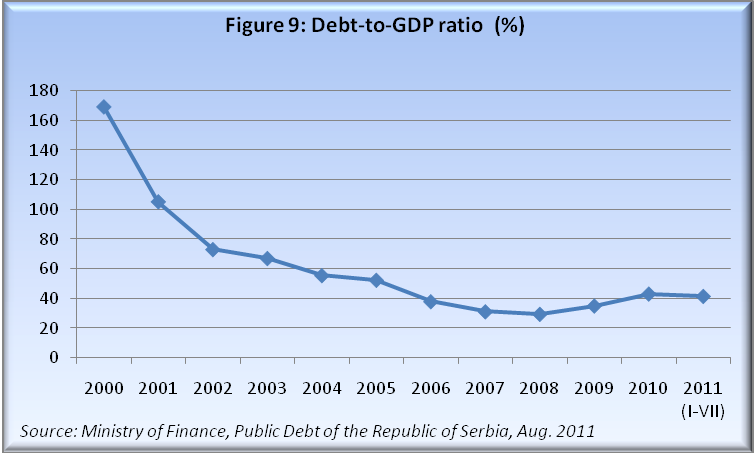 Figure 9: Debt-to-GDP ratio (%)
180
160
140
120
100
80
60
40
20
0
2000 2001 2002 2003 2004 2005 2006 2007 2008 2009 2010 2011
(I-VII)
Source: Ministry of Finance, Public Debt of the Republic of Serbia, Aug. 2011